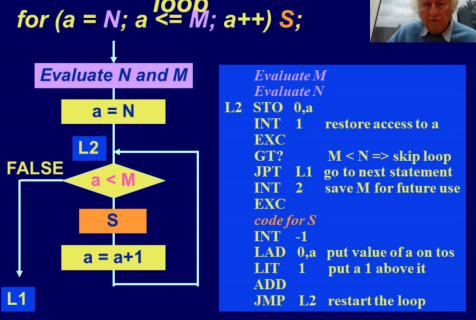 loop
for (a = N; a <= M; a++) S;
Evaluate N and M
a = N
L2
FALSE
a < M
S
a = a+1
L1
Evaluate M
Evaluate N
L2 STO 0,a
INT 1 restore access to a
EXC
GT? M < N => skip loop
JPT L1 go to next statement
INT 2 save M for future use
EXC
code for S
INT -1
LAD 0,a put value of a on tos
LIT 1 put a 1 above it
ADD
JMP L2 restart the loop